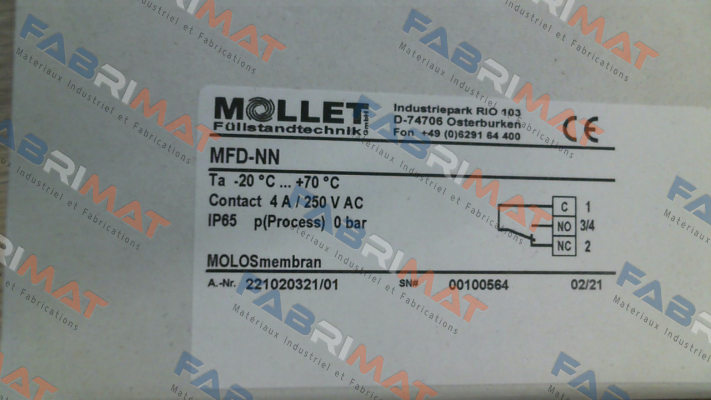 MOLLET
Füllstandtechnik GmbH
Industriepark RIO 103
D-74706 Osterburken
Fon +49 (0)6291 64 400
CE
MFD-NN
Ta -20 °C ... +70 °C
Contact 4 A / 250 V AC
IP65 p(Process) 0 bar
C 1
NO 3/4
NC 2
MOLOSmembran
A.-Nr. 221020321/01 SN# 00100564 02/21
FABRIMAT
Materiaux Industriel et Fabrications